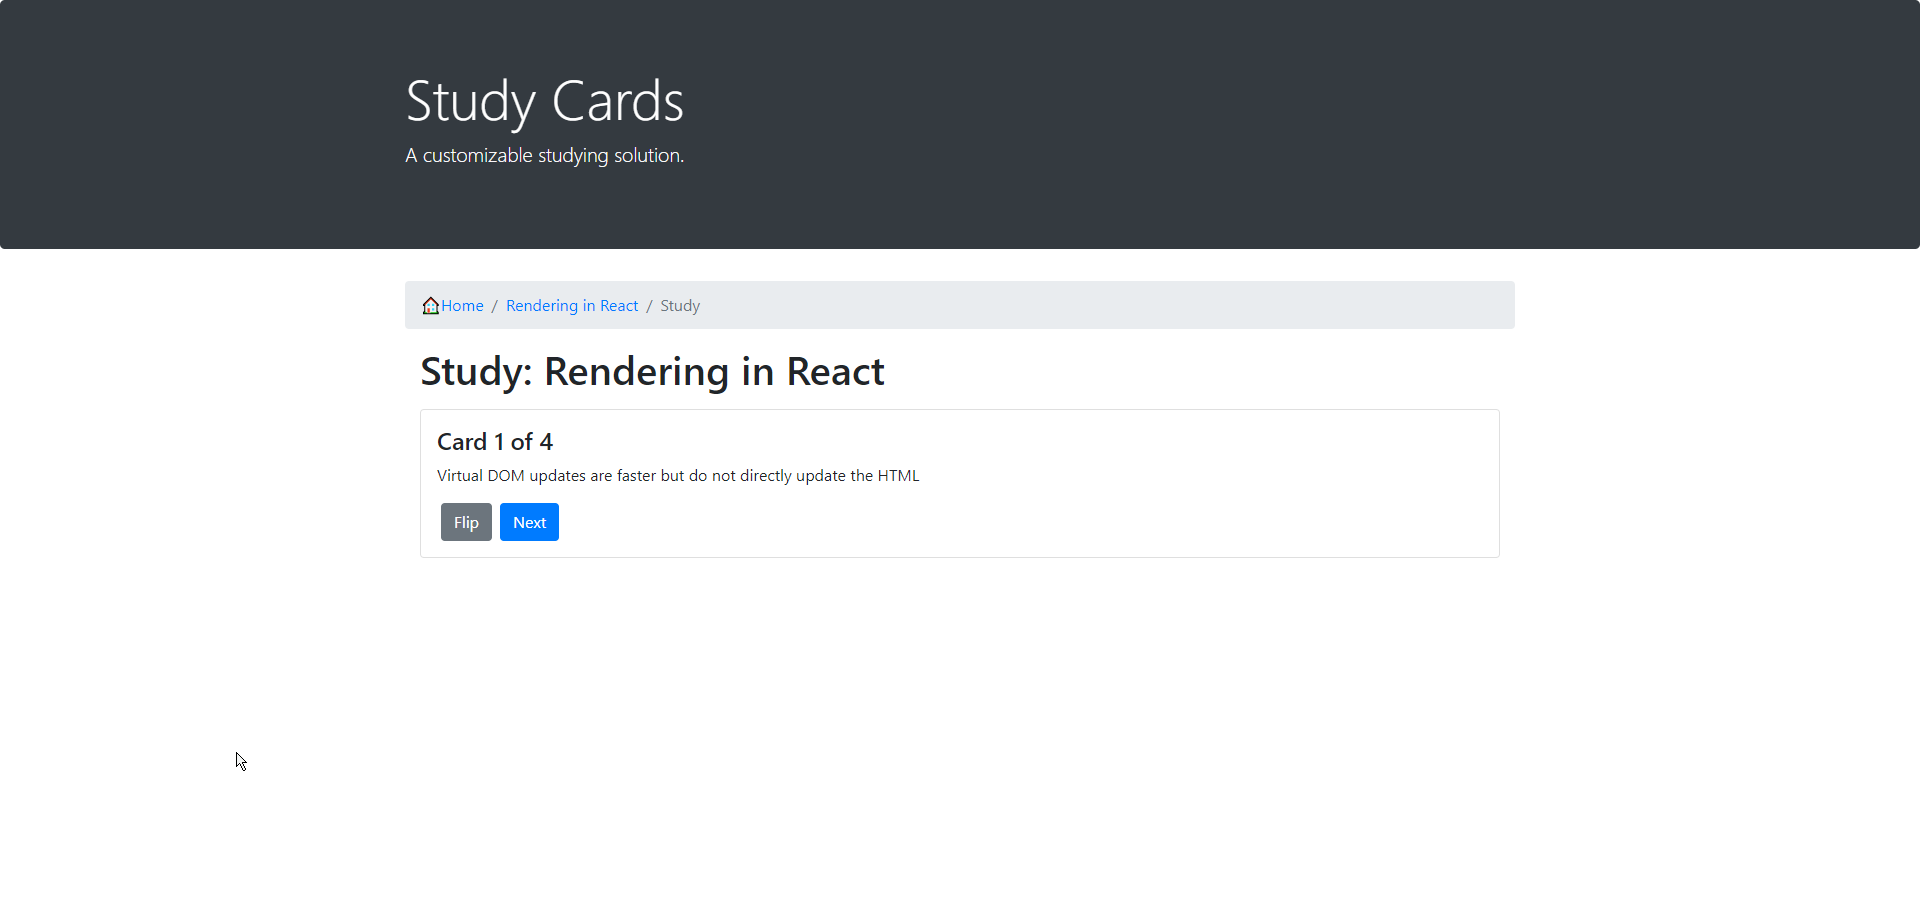 Study Cards
A customizable studying solution.
Home / Rendering in React / Study
Study: Rendering in React
Card 1 of 4
Virtual DOM updates are faster but do not directly update the HTML
Flip Next